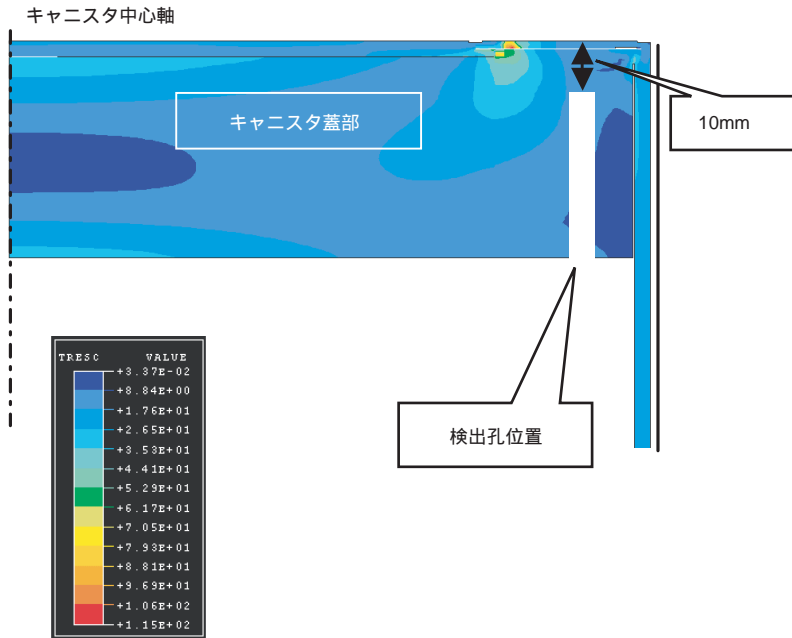 キャニスタ中心軸
キャニスタ蓋部
10mm
検出孔位置
TRESC VALUE
+3.37E-02
+8.84E+00
+1.76E+01
+2.65E+01
+3.53E+01
+4.41E+01
+5.29E+01
+6.17E+01
+7.05E+01
+7.93E+01
+8.81E+01
+9.69E+01
+1.06E+02
+1.15E+02